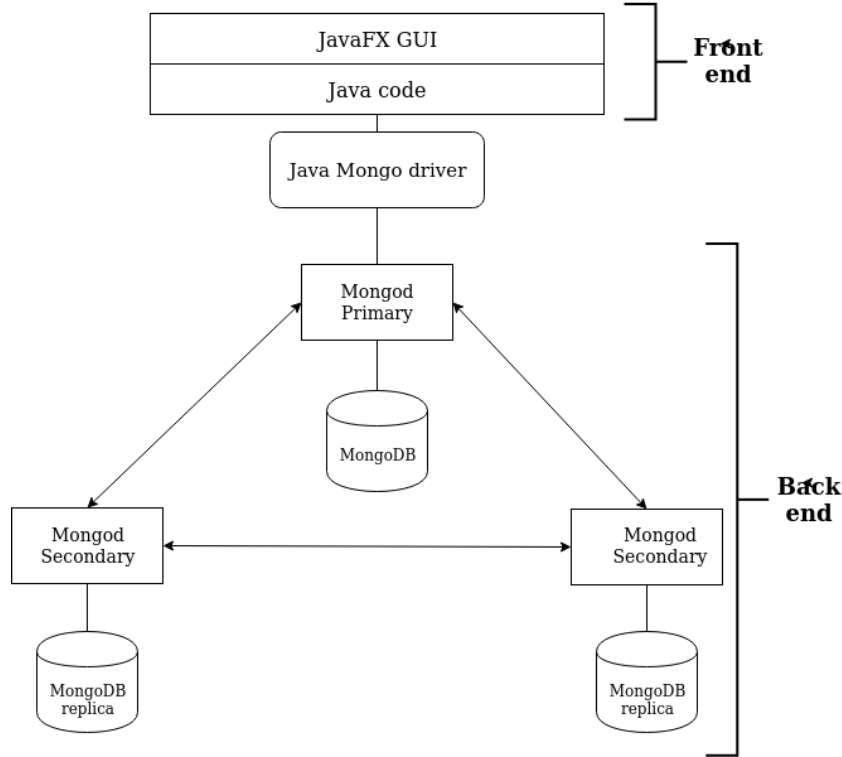 JavaFX GUI
Front
end
Java code
Java Mongo driver
Mongod
Primary
MongoDB
Back
end
Mongod
Secondary
Mongod
Secondary
MongoDB
replica
MongoDB
replica